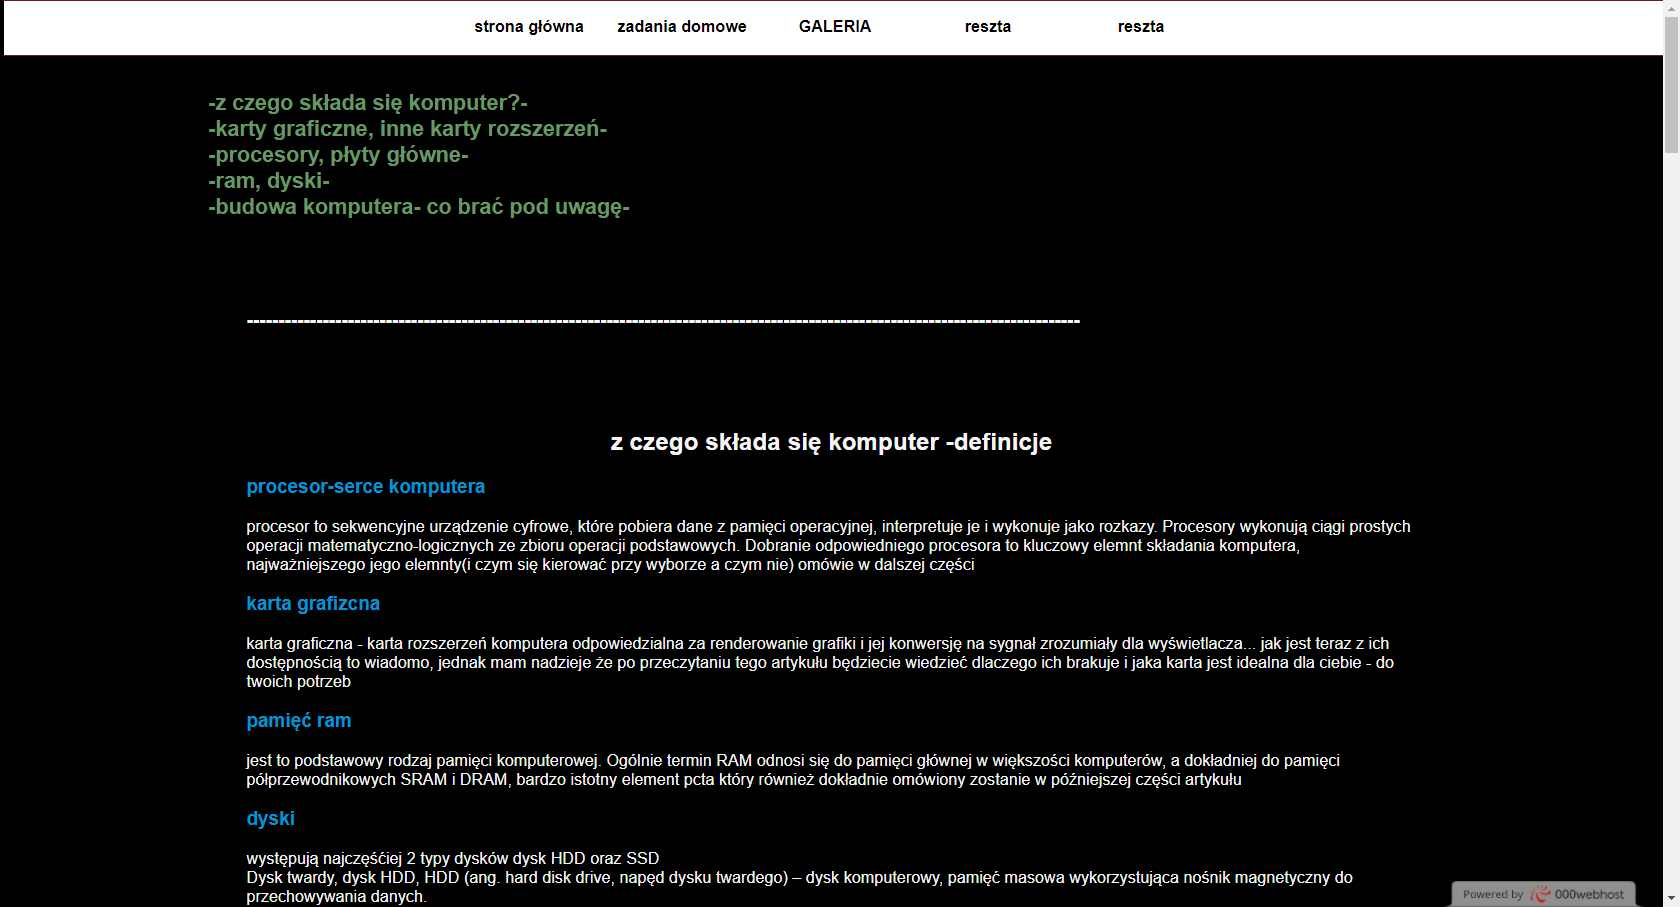 strona główna zadania domowe GALERIA reszta reszta
-z czego składa się komputer?-
-karty graficzne, inne karty rozszerzeń-
-procesory, płyty główne-
-ram, dyski-
-budowa komputera- co brać pod uwagę-
------------------------------------------------------------------------------------------------------------------------------------
z czego składa się komputer -definicje
procesor-serce komputera
procesor to sekwencyjne urządzenie cyfrowe, które pobiera dane z pamięci operacyjnej, interpretuje je i wykonuje jako rozkazy. Procesory wykonują ciągi prostych
operacji matematyczno-logicznych ze zbioru operacji podstawowych. Dobranie odpowiedniego procesora to kluczowy elemnt składania komputera,
najważniejszego jego elemnty(i czym się kierować przy wyborze a czym nie) omówie w dalszej części
karta grafizcna
karta graficzna - karta rozszerzeń komputera odpowiedzialna za renderowanie grafiki i jej konwersję na sygnał zrozumiały dla wyświetlacza... jak jest teraz z ich
dostępnością to wiadomo, jednak mam nadzieje że po przeczytaniu tego artykułu będziecie wiedzieć dlaczego ich brakuje i jaka karta jest idealna dla ciebie - do
twoich potrzeb
pamięć ram
jest to podstawowy rodzaj pamięci komputerowej. Ogólnie termin RAM odnosi się do pamięci głównej w większości komputerów, a dokładniej do pamięci
półprzewodnikowych SRAM i DRAM, bardzo istotny element pcta który również dokładnie omówiony zostanie w późniejszej części artykułu
dyski
występują najczęśćiej 2 typy dysków dysk HDD oraz SSD
Dysk twardy, dysk HDD, HDD (ang. hard disk drive, napęd dysku twardego) – dysk komputerowy, pamięć masowa wykorzystująca nośnik magnetyczny do
przechowywania danych.
Powered by 000webhost